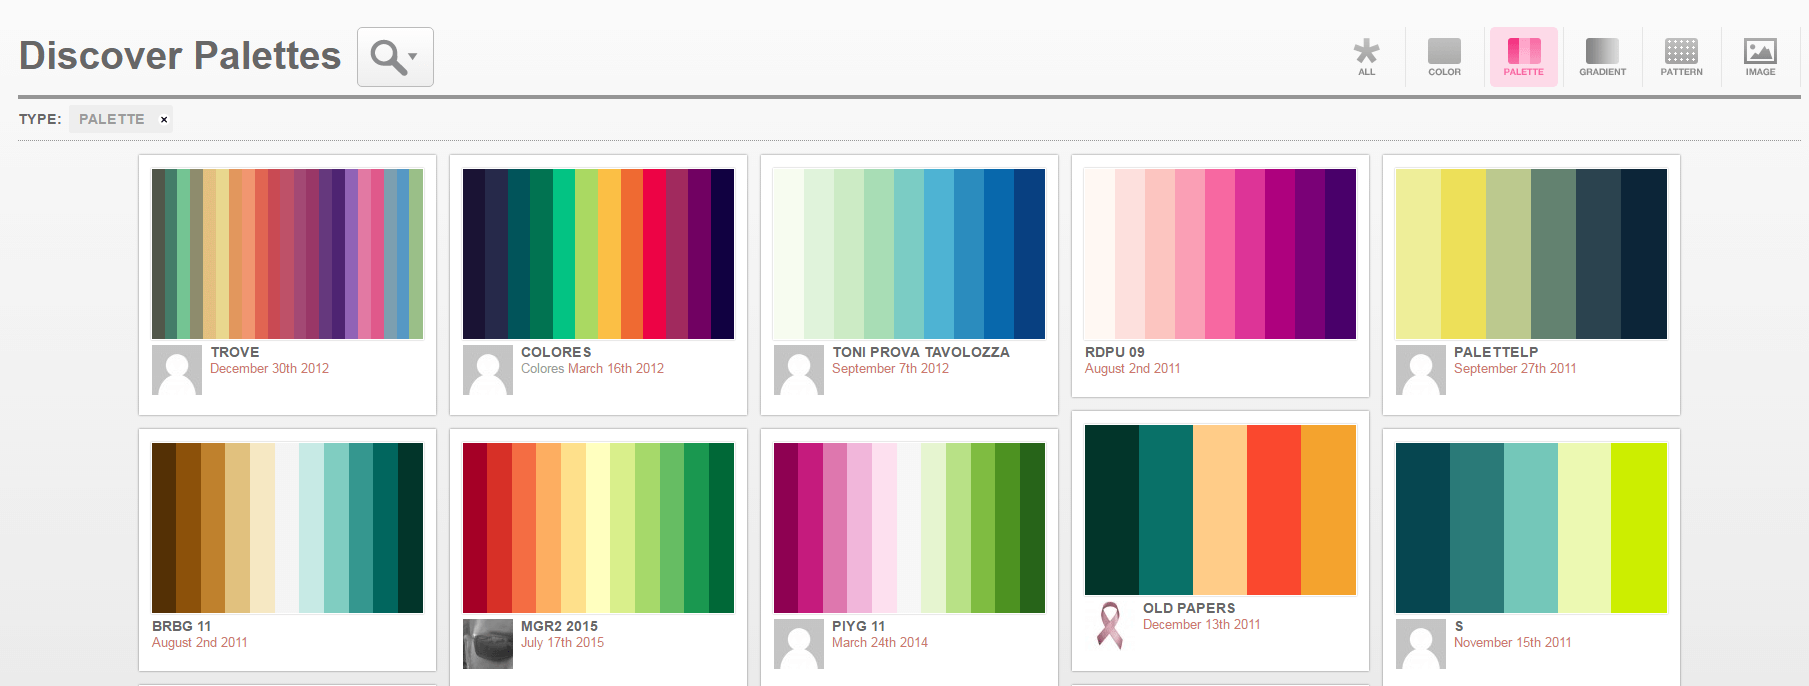 Discover Palettes
ALL
COLOR
PALETTE
GRADIENT
PATTERN
IMAGE
TYPE: PALETTE ×
TROVE
December 30th 2012
COLORES
Colores March 16th 2012
TONI PROVA TAVOLOZZA
September 7th 2012
RDPU 09
August 2nd 2011
PALETTELP
September 27th 2011
BRBG 11
August 2nd 2011
MGR2 2015
July 17th 2015
PIYG 11
March 24th 2014
OLD PAPERS
December 13th 2011
S
November 15th 2011